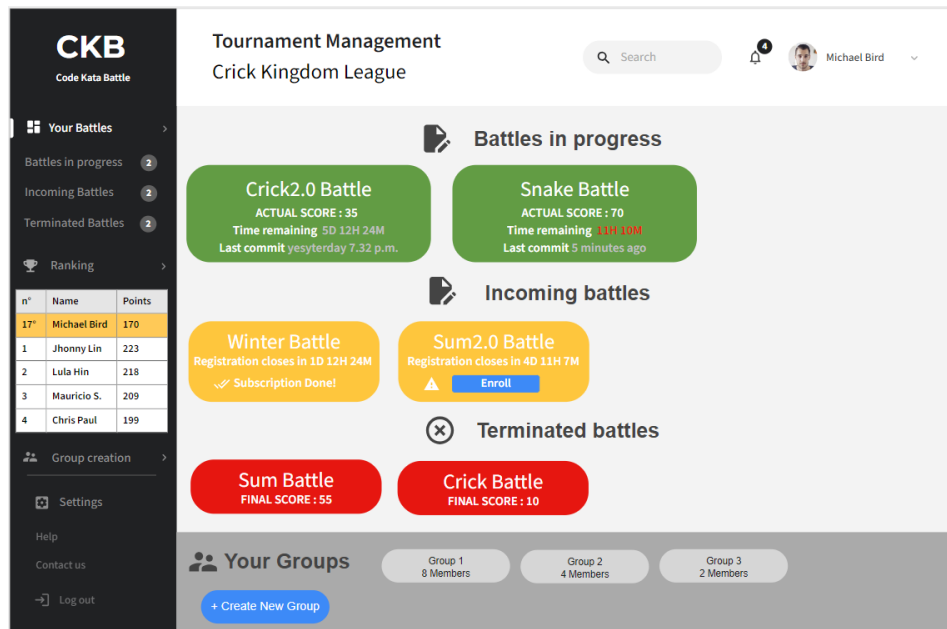 CKB
Code Kata Battle
Your Battles
Battles in progress 2
Incoming Battles 2
Terminated Battles 2
Ranking
n° Name Points
17° Michael Bird 170
1 Jhonny Lin 223
2 Lula Hin 218
3 Mauricio S. 209
4 Chris Paul 199
Group creation
Settings
Help
Contact us
Log out
Tournament Management
Crick Kingdom League
Search
4
Michael Bird
Battles in progress
Crick2.0 Battle
ACTUAL SCORE : 35
Time remaining 5D 12H 24M
Last commit yesyterday 7.32 p.m.
Snake Battle
ACTUAL SCORE : 70
Time remaining 11H 10M
Last commit 5 minutes ago
Incoming battles
Winter Battle
Registration closes in 1D 12H 24M
Subscription Done!
Sum2.0 Battle
Registration closes in 4D 11H 7M
Enroll
Terminated battles
Sum Battle
FINAL SCORE : 55
Crick Battle
FINAL SCORE : 10
Your Groups
Group 1
8 Members
Group 2
4 Members
Group 3
2 Members
+ Create New Group